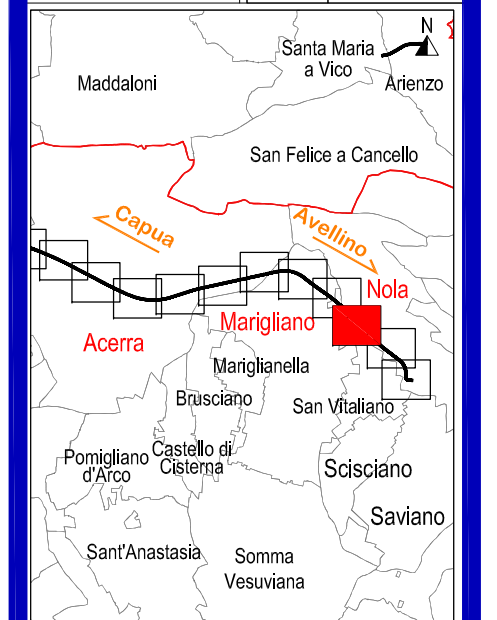 N
Santa Maria
a Vico
Maddaloni
Arienzo
San Felice a Cancello
Capua
Avellino
Nola
Marigliano
Acerra
Mariglianella
Brusciano
San Vitaliano
Castello di
Cisterna
Pomigliano
d'Arco
Scisciano
Saviano
Sant'Anastasia
Somma
Vesuviana